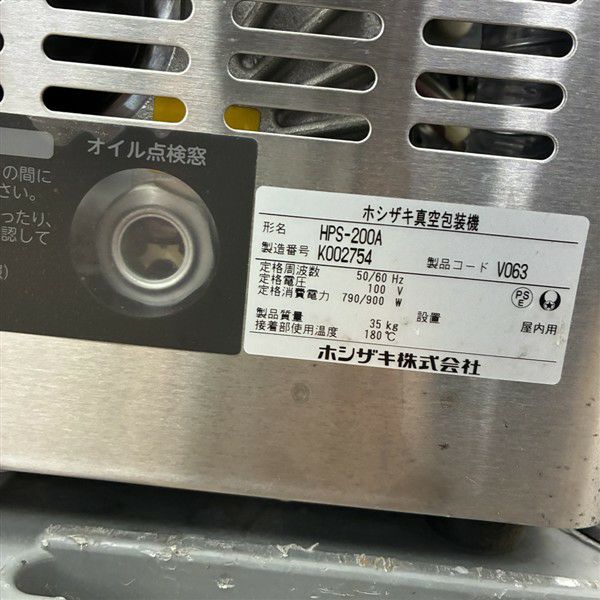 オイル点検窓
の間に
さい。
ったり、
認して
ホシザキ真空包装機
形名 HPS-200A
製造番号 K002754 製品コード V063
定格周波数 50/60 Hz
定格電圧 100 V
定格消費電力 790/900 W
PS
E
製品質量 35 kg 設置 屋内用
接着部使用温度 180 ℃
ホシザキ株式会社